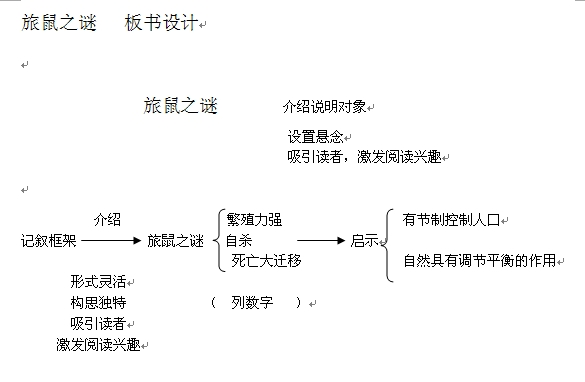 旅鼠之谜 板书设计
旅鼠之谜 介绍说明对象
设置悬念
吸引读者，激发阅读兴趣
介绍 繁殖力强 有节制控制人口
记叙框架 旅鼠之谜 自杀 启示
死亡大迁移 自然具有调节平衡的作用
形式灵活
构思独特 （ 列数字 ）
吸引读者
激发阅读兴趣